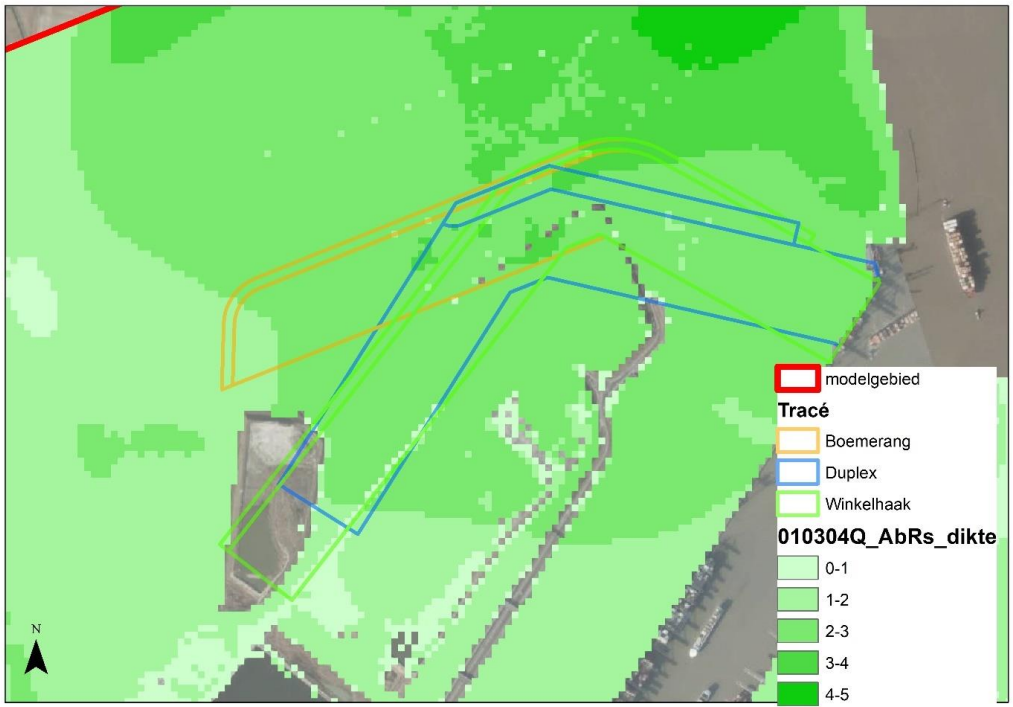 N
modelgebied
Tracé
Boemerang
Duplex
Winkelhaak
010304Q_AbRs_dikte
0-1
1-2
2-3
3-4
4-5